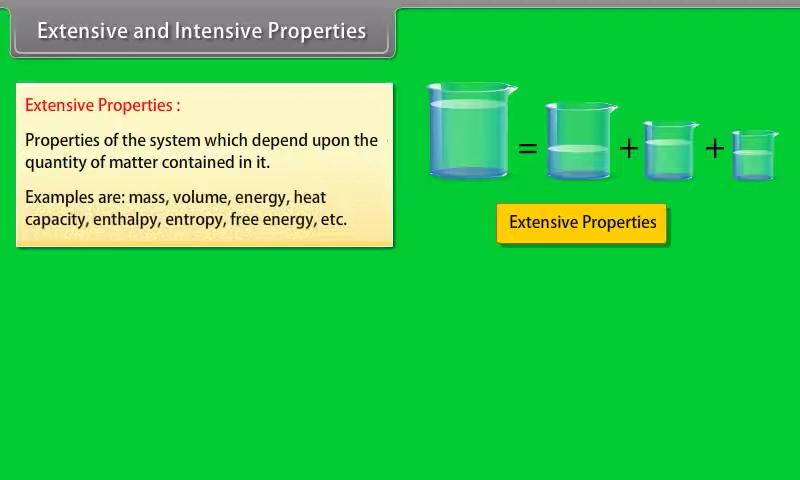 Extensive and Intensive Properties
Extensive Properties :
Properties of the system which depend upon the
quantity of matter contained in it.
Examples are: mass, volume, energy, heat
capacity, enthalpy, entropy, free energy, etc.
= + +
Extensive Properties